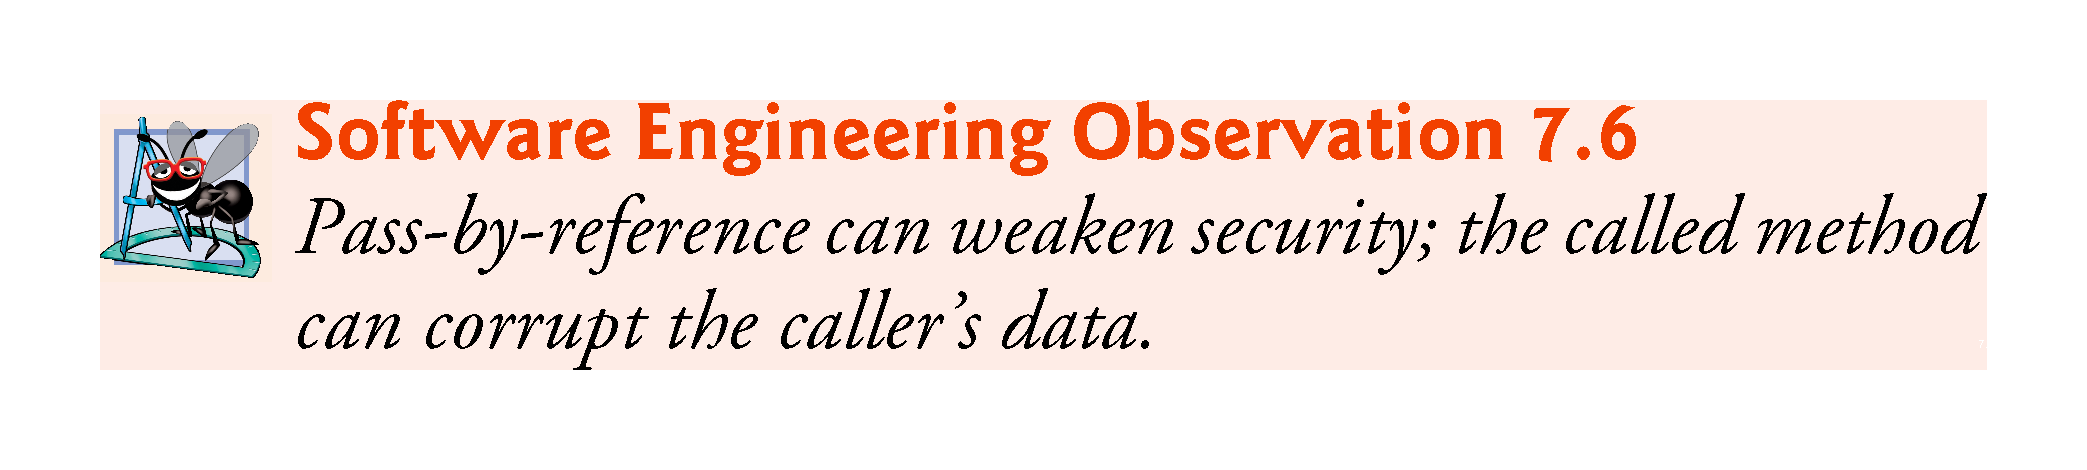 Software Engineering Observation 7.6
Pass-by-reference can weaken security; the called method
can corrupt the caller’s data.
7